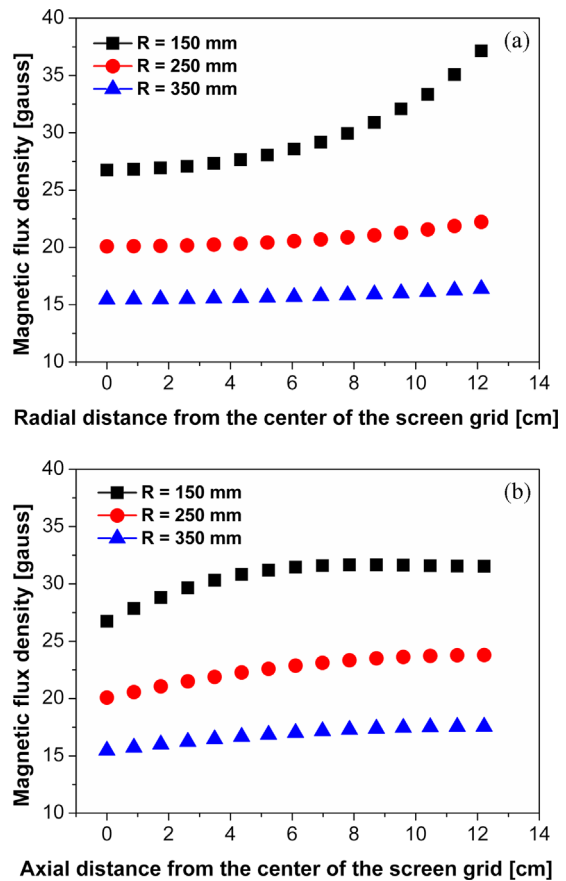 40
35
30
25
20
15
10
Magnetic flux density [gauss]
R = 150 mm
R = 250 mm
R = 350 mm
(a)
0 2 4 6 8 10 12 14
Radial distance from the center of the screen grid [cm]
40
35
30
25
20
15
10
Magnetic flux density [gauss]
R = 150 mm
R = 250 mm
R = 350 mm
(b)
0 2 4 6 8 10 12 14
Axial distance from the center of the screen grid [cm]